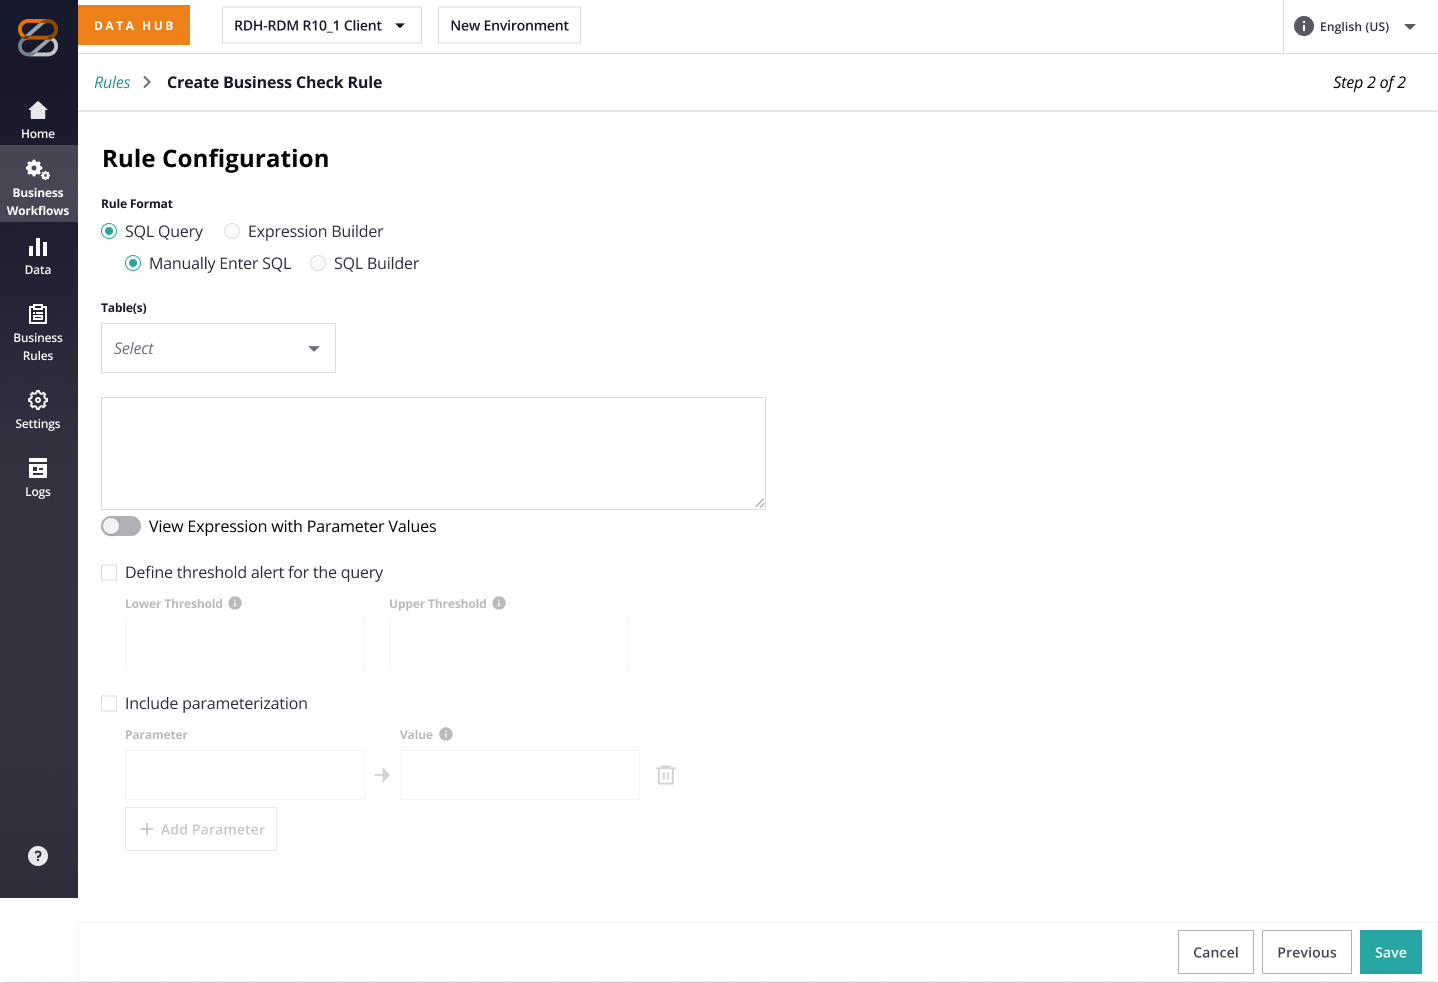 DATA HUB
RDH-RDM R10_1 Client
New Environment
English (US)
Rules
Create Business Check Rule
Step 2 of 2
Home
Business
Workflows
Data
Business
Rules
Settings
Logs
Rule Configuration
Rule Format
SQL Query
Expression Builder
Manually Enter SQL
SQL Builder
Table(s)
Select
View Expression with Parameter Values
Define threshold alert for the query
Lower Threshold
Upper Threshold
Include parameterization
Parameter
Value
Add Parameter
Cancel
Previous
Save